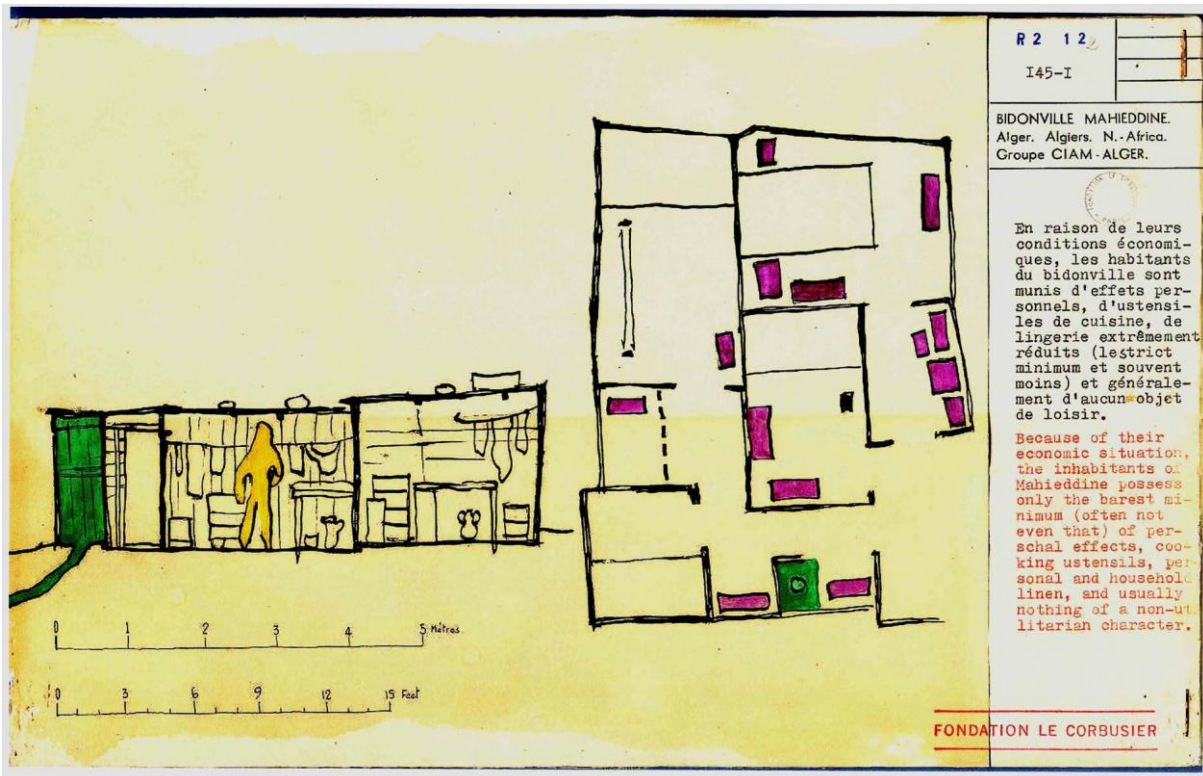 R2 12
I45-I
BIDONVILLE MAHIEDDINE.
Alger. Algiers. N.-Africa.
Groupe CIAM-ALGER.
En raison de leurs
conditions économi-
ques, les habitants
du bidonville sont
munis d'effets per-
sonnels, d'ustensi-
les de cuisine, de
lingerie extrêmement
réduits (lestrict
minimum et souvent
moins) et générale-
ment d'aucun objet
de loisir.
Because of their
economic situation,
the inhabitants of
Mahieddine possess
only the barest mi-
nimum (often not
even that) of per-
schal effects, coo-
king ustensils, per
sonal and household
linen, and usually
nothing of a non-ut
litarian character.
0 1 2 3 4 5 Mètres.
0 3 6 9 12 15 Feet
FONDATION LE CORBUSIER